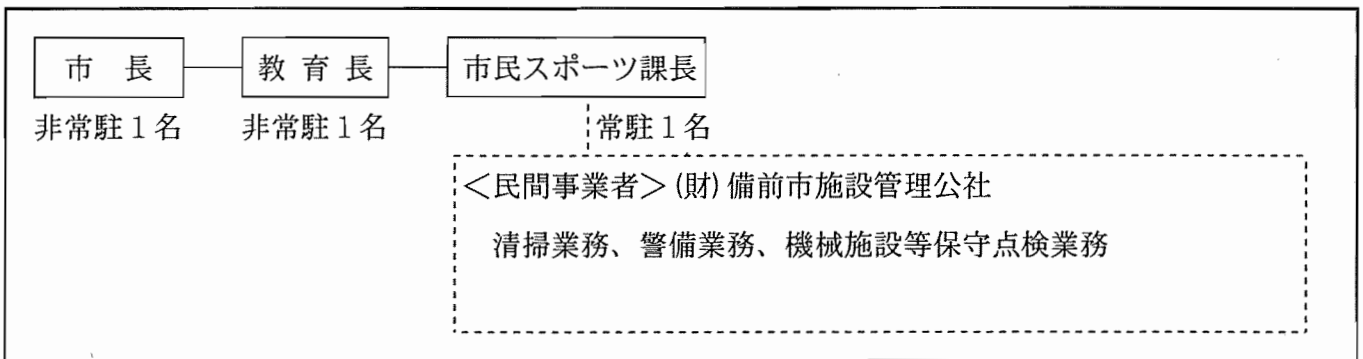 市 長 教 育 長 市民スポーツ課長
非常駐1名 非常駐1名 常駐1名
<民間事業者>(財)備前市施設管理公社
清掃業務、警備業務、機械施設等保守点検業務